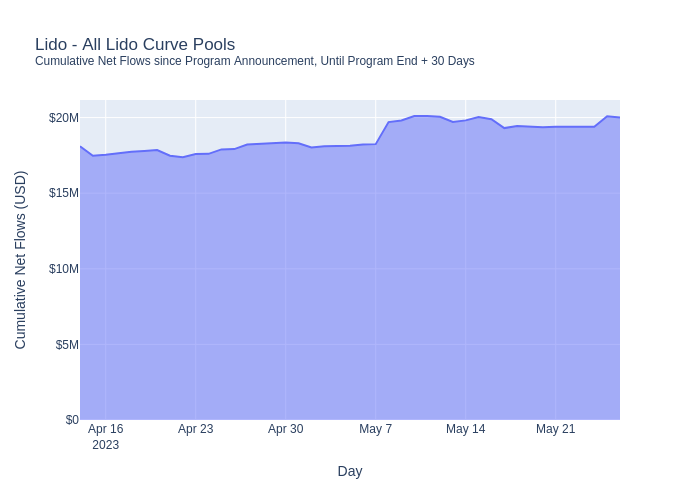 Lido - All Lido Curve Pools
Cumulative Net Flows since Program Announcement, Until Program End + 30 Days
Cumulative Net Flows (USD)
$20M
$15M
$10M
$5M
$0
Apr 16
2023
Apr 23
Apr 30
May 7
May 14
May 21
Day